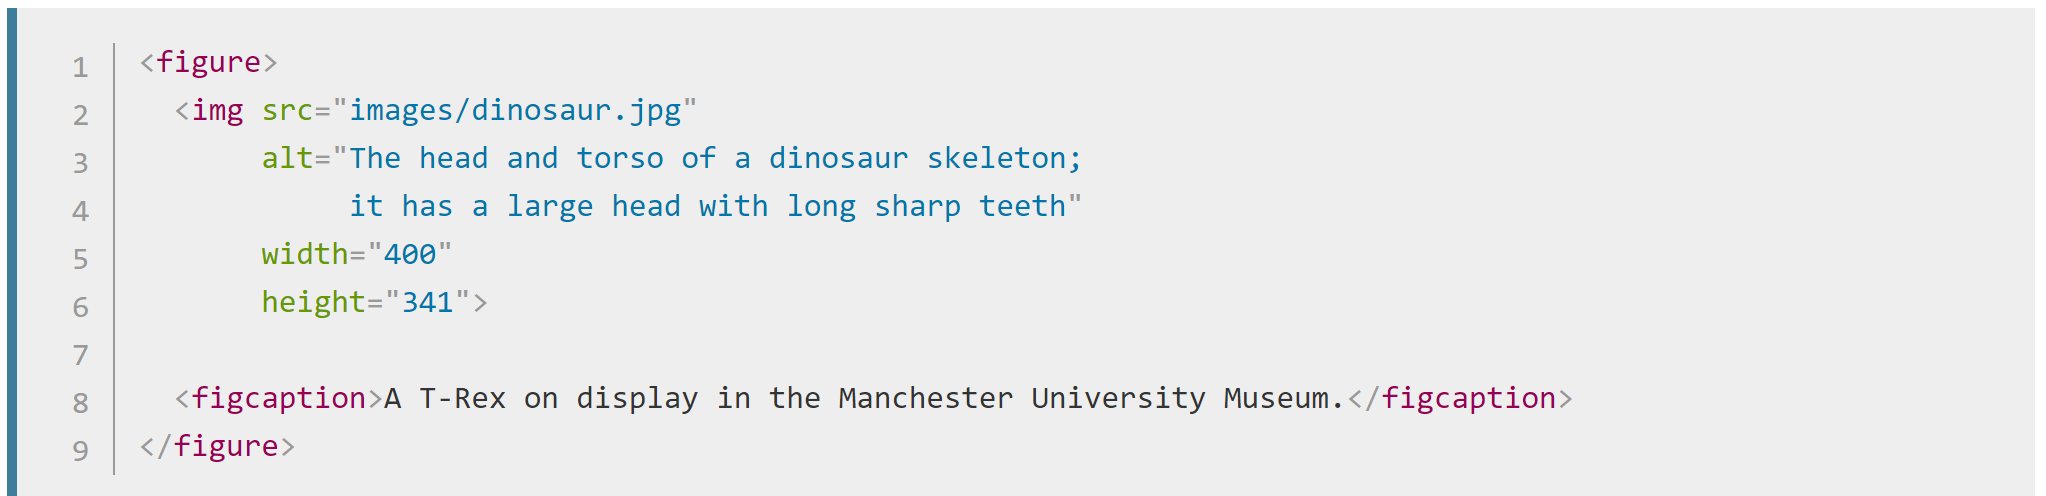 1 <figure>
2   <img src="images/dinosaur.jpg"
3        alt="The head and torso of a dinosaur skeleton;
4             it has a large head with long sharp teeth"
5        width="400"
6        height="341">
7
8   <figcaption>A T-Rex on display in the Manchester University Museum.</figcaption>
9 </figure>